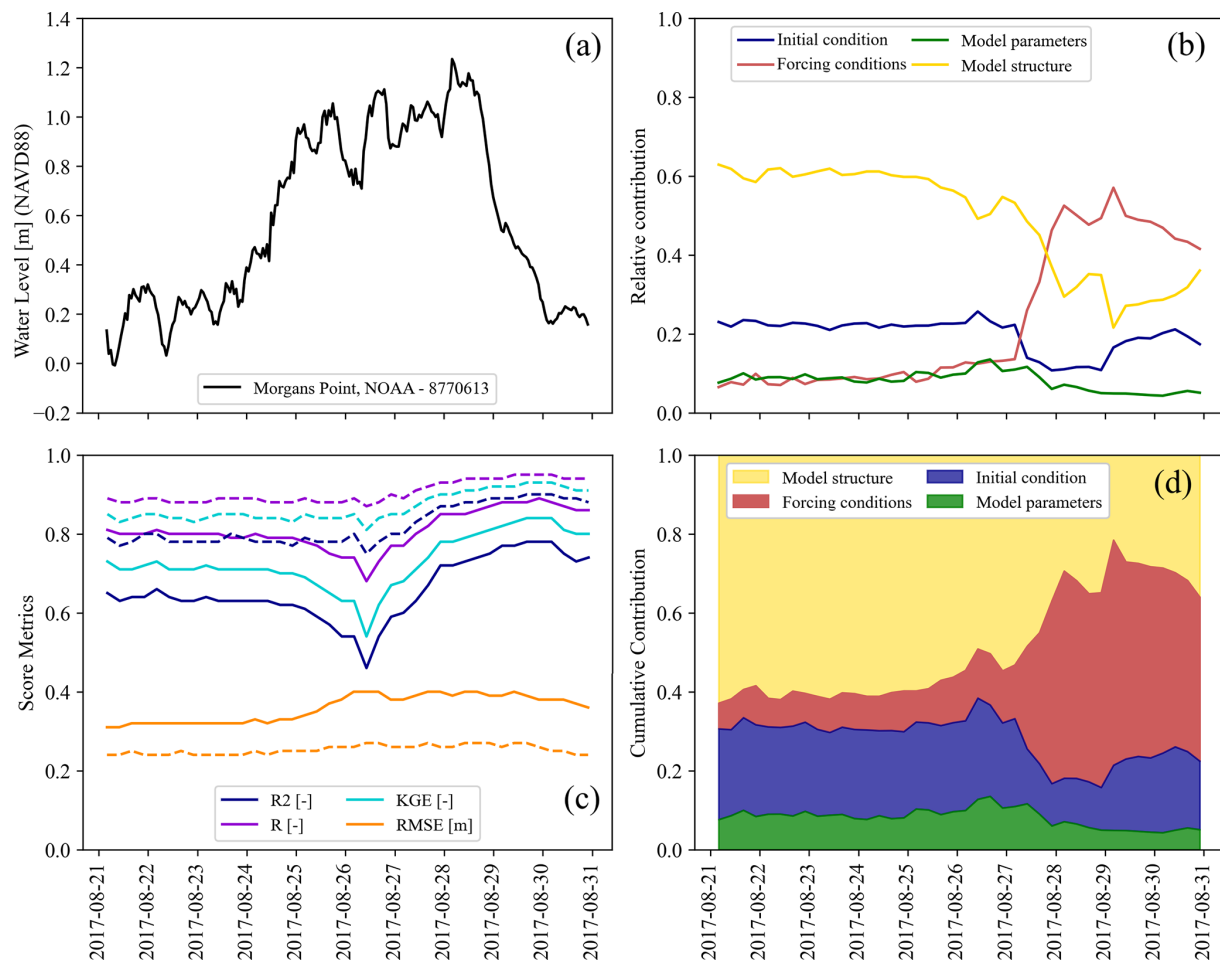 (a)
Water Level [m] (NAVD88)
1.4
1.2
1.0
0.8
0.6
0.4
0.2
0.0
−0.2
Morgans Point, NOAA - 8770613
(b)
Relative contribution
1.0
0.8
0.6
0.4
0.2
0.0
Initial condition
Forcing conditions
Model parameters
Model structure
(c)
Score Metrics
1.0
0.8
0.6
0.4
0.2
0.0
R2 [-]
R [-]
KGE [-]
RMSE [m]
2017-08-21
2017-08-22
2017-08-23
2017-08-24
2017-08-25
2017-08-26
2017-08-27
2017-08-28
2017-08-29
2017-08-30
2017-08-31
(d)
Cumulative Contribution
1.0
0.8
0.6
0.4
0.2
0.0
Model structure
Forcing conditions
Initial condition
Model parameters
2017-08-21
2017-08-22
2017-08-23
2017-08-24
2017-08-25
2017-08-26
2017-08-27
2017-08-28
2017-08-29
2017-08-30
2017-08-31